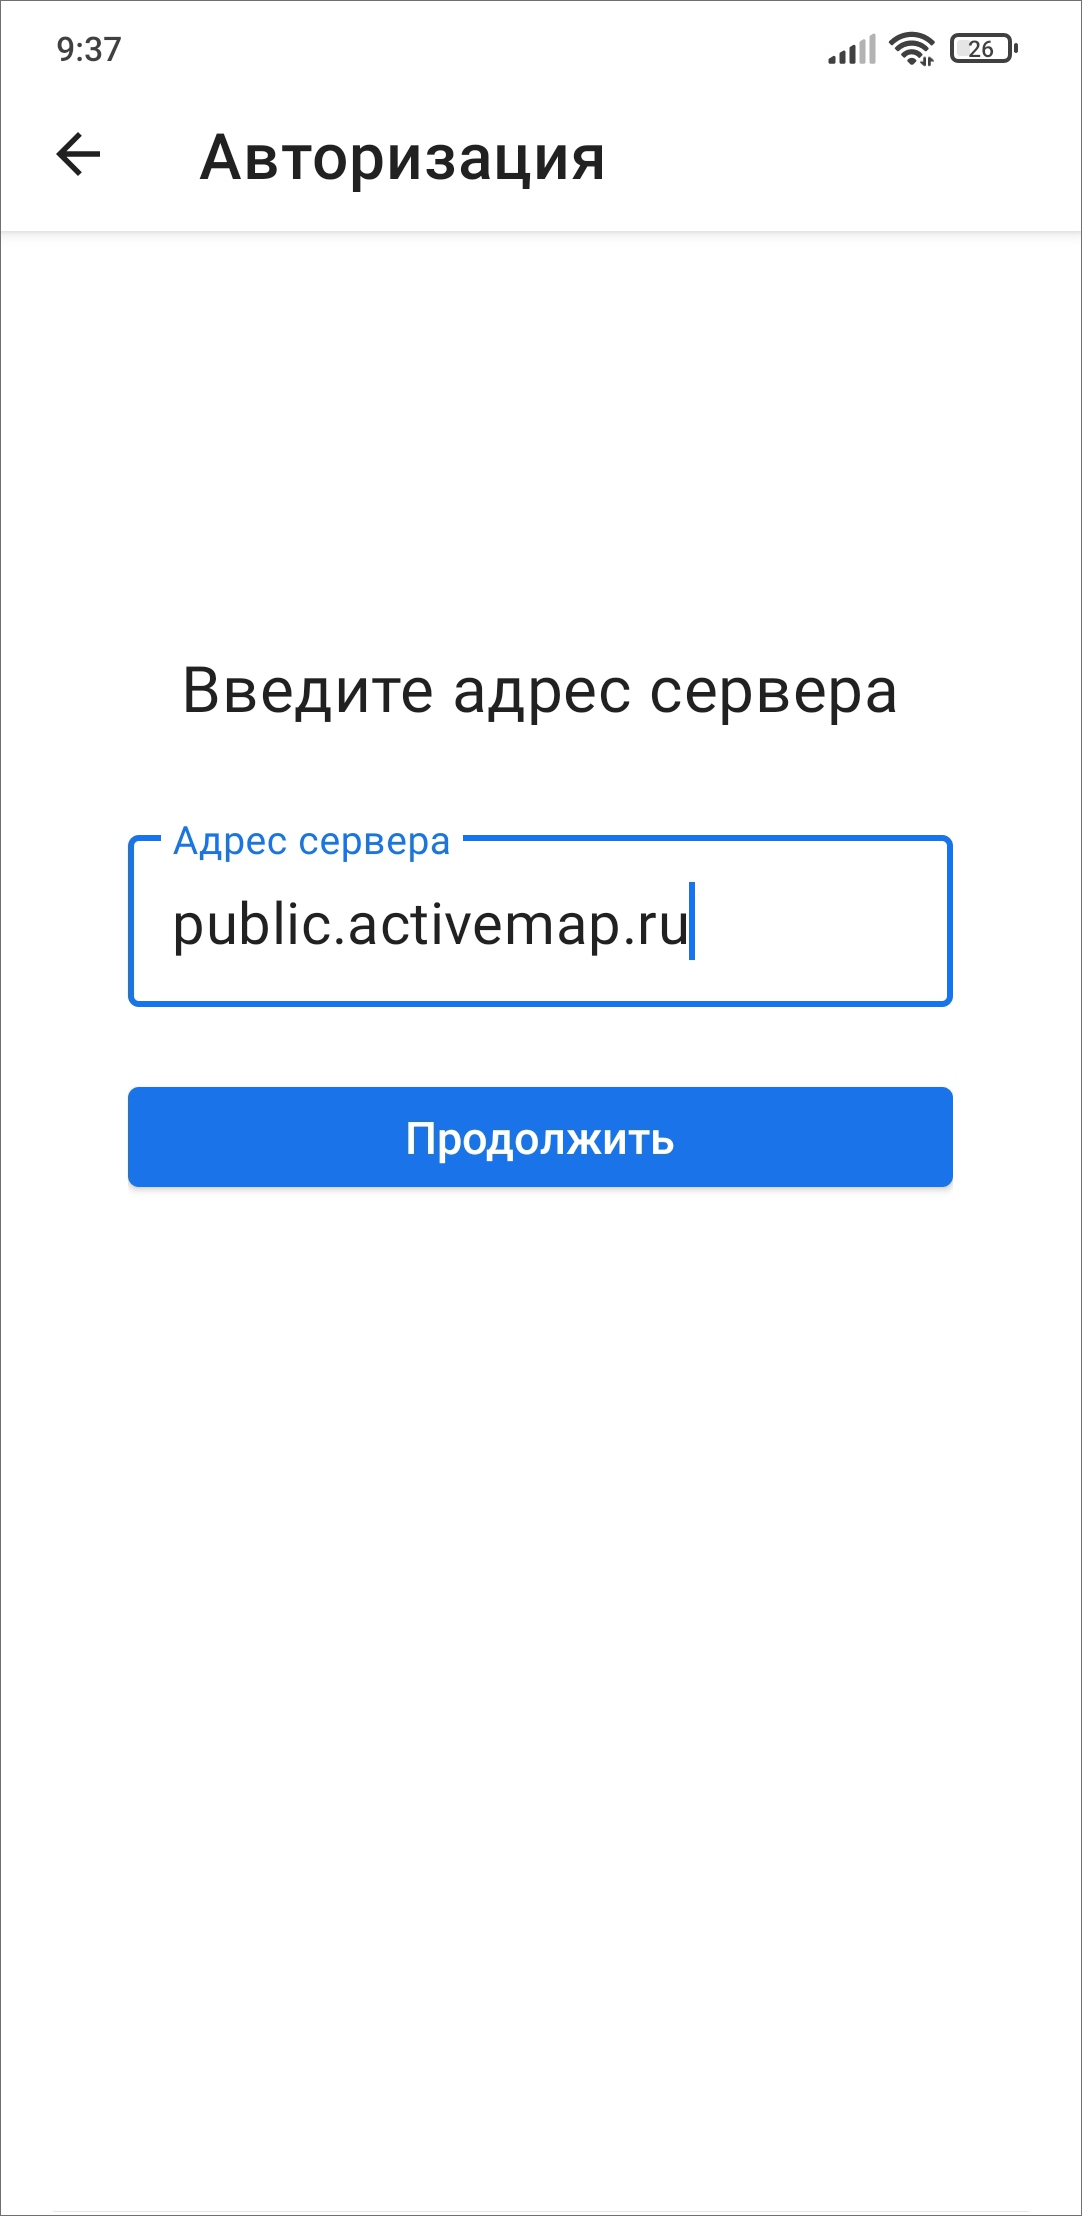 9:37
26
Авторизация
Введите адрес сервера
Адрес сервера
public.activemap.ru
Продолжить